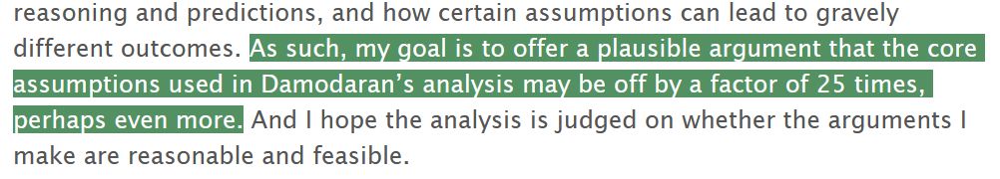 reasoning and predictions, and how certain assumptions can lead to gravely
different outcomes. As such, my goal is to offer a plausible argument that the core
assumptions used in Damodaran’s analysis may be off by a factor of 25 times,
perhaps even more. And I hope the analysis is judged on whether the arguments I
make are reasonable and feasible.